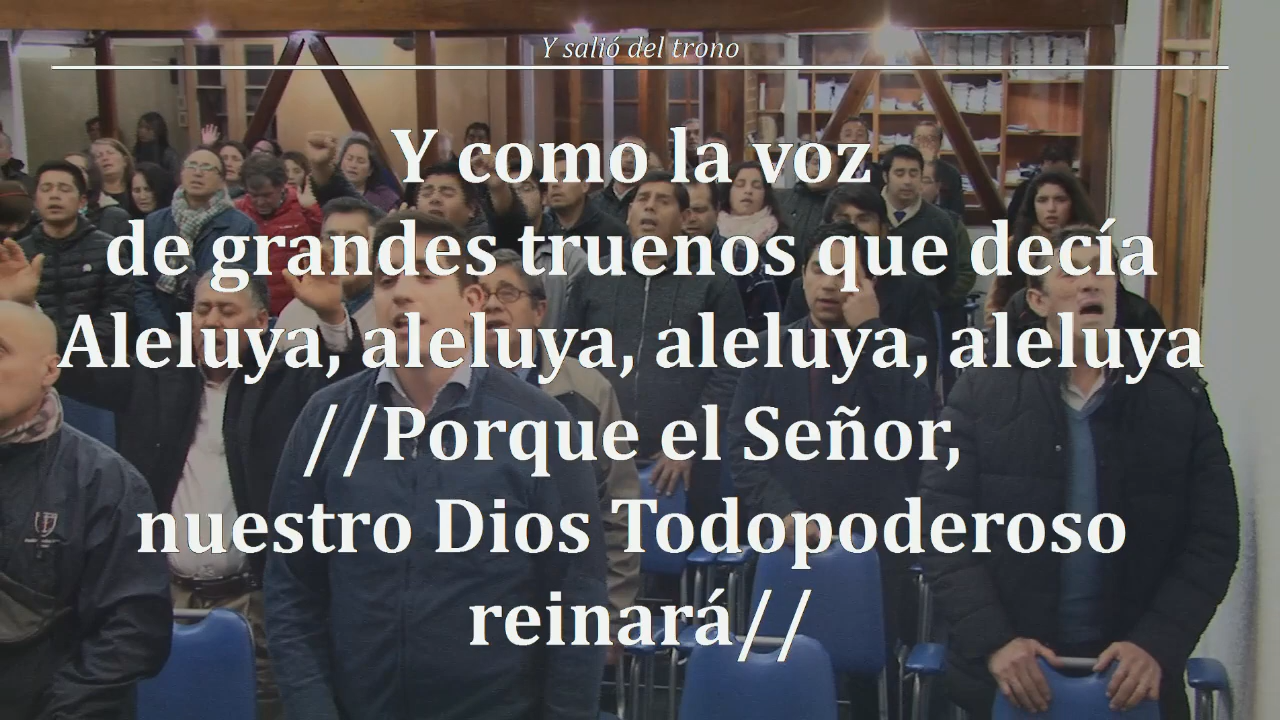 Y salió del trono
Y como la voz
de grandes truenos que decía
Aleluya, aleluya, aleluya, aleluya
//Porque el Señor,
nuestro Dios Todopoderoso
reinará//